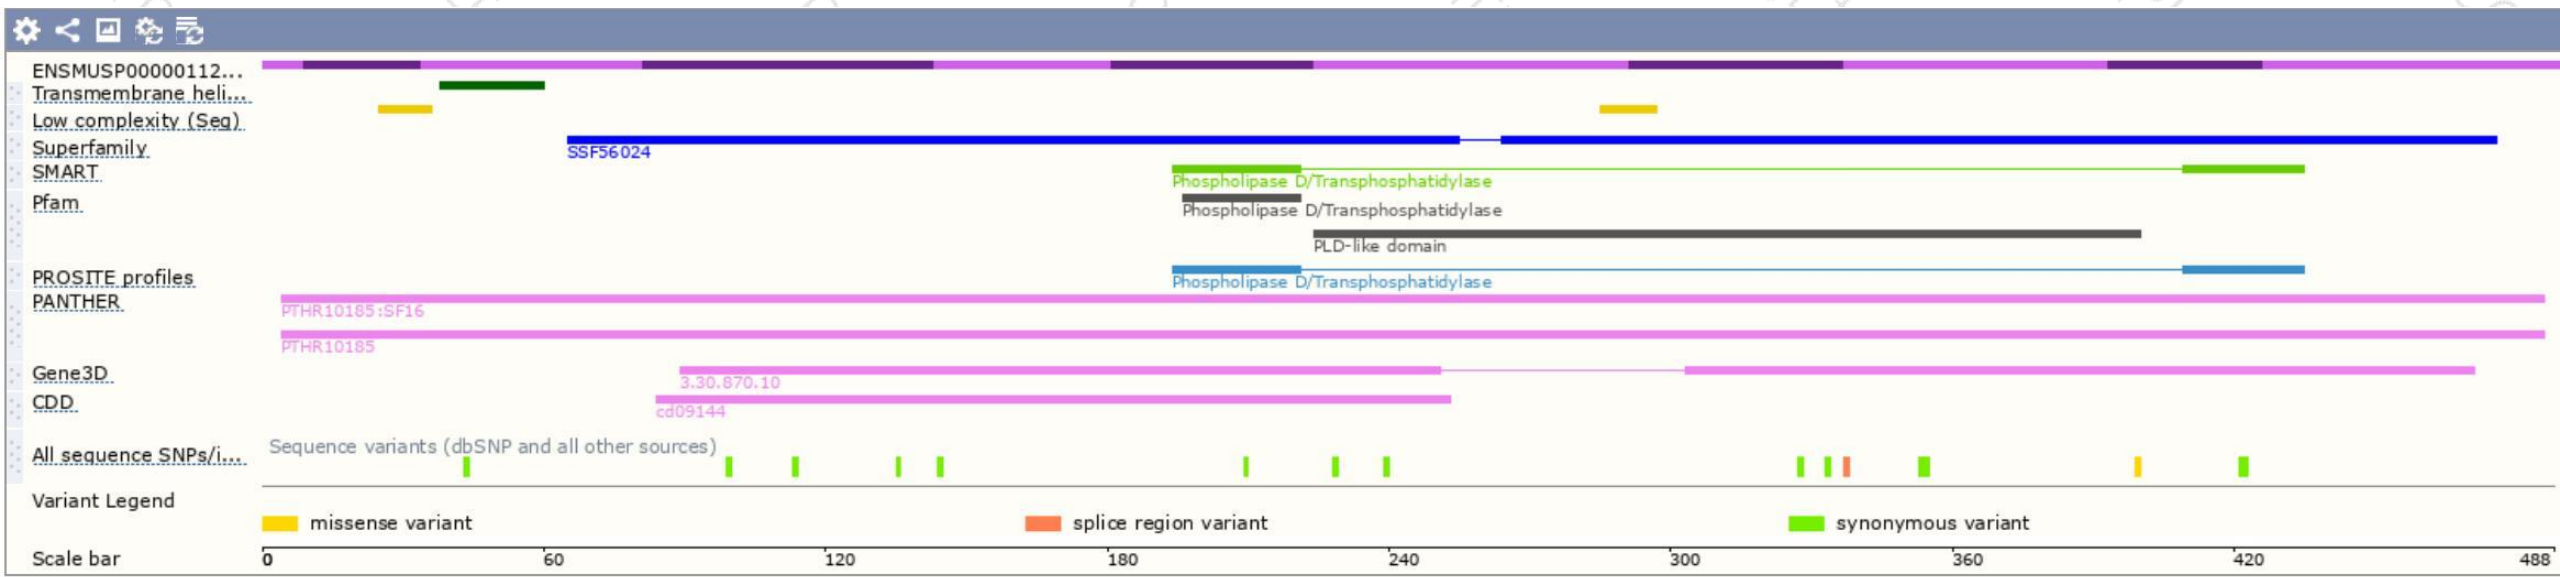 ENSMUSP00000112...
Transmembrane heli...
Low complexity (Seg)
Superfamily
SSF56024
SMART
Phospholipase D/Transphosphatidylase
Pfam
Phospholipase D/Transphosphatidylase
PLD-like domain
PROSITE profiles
Phospholipase D/Transphosphatidylase
PANTHER
PTHR10185:SF16
PTHR10185
Gene3D
3.30.870.10
CDD
cd09144
Sequence variants (dbSNP and all other sources)
All sequence SNPs/i...
Variant Legend
missense variant splice region variant synonymous variant
Scale bar 0 60 120 180 240 300 360 420 488